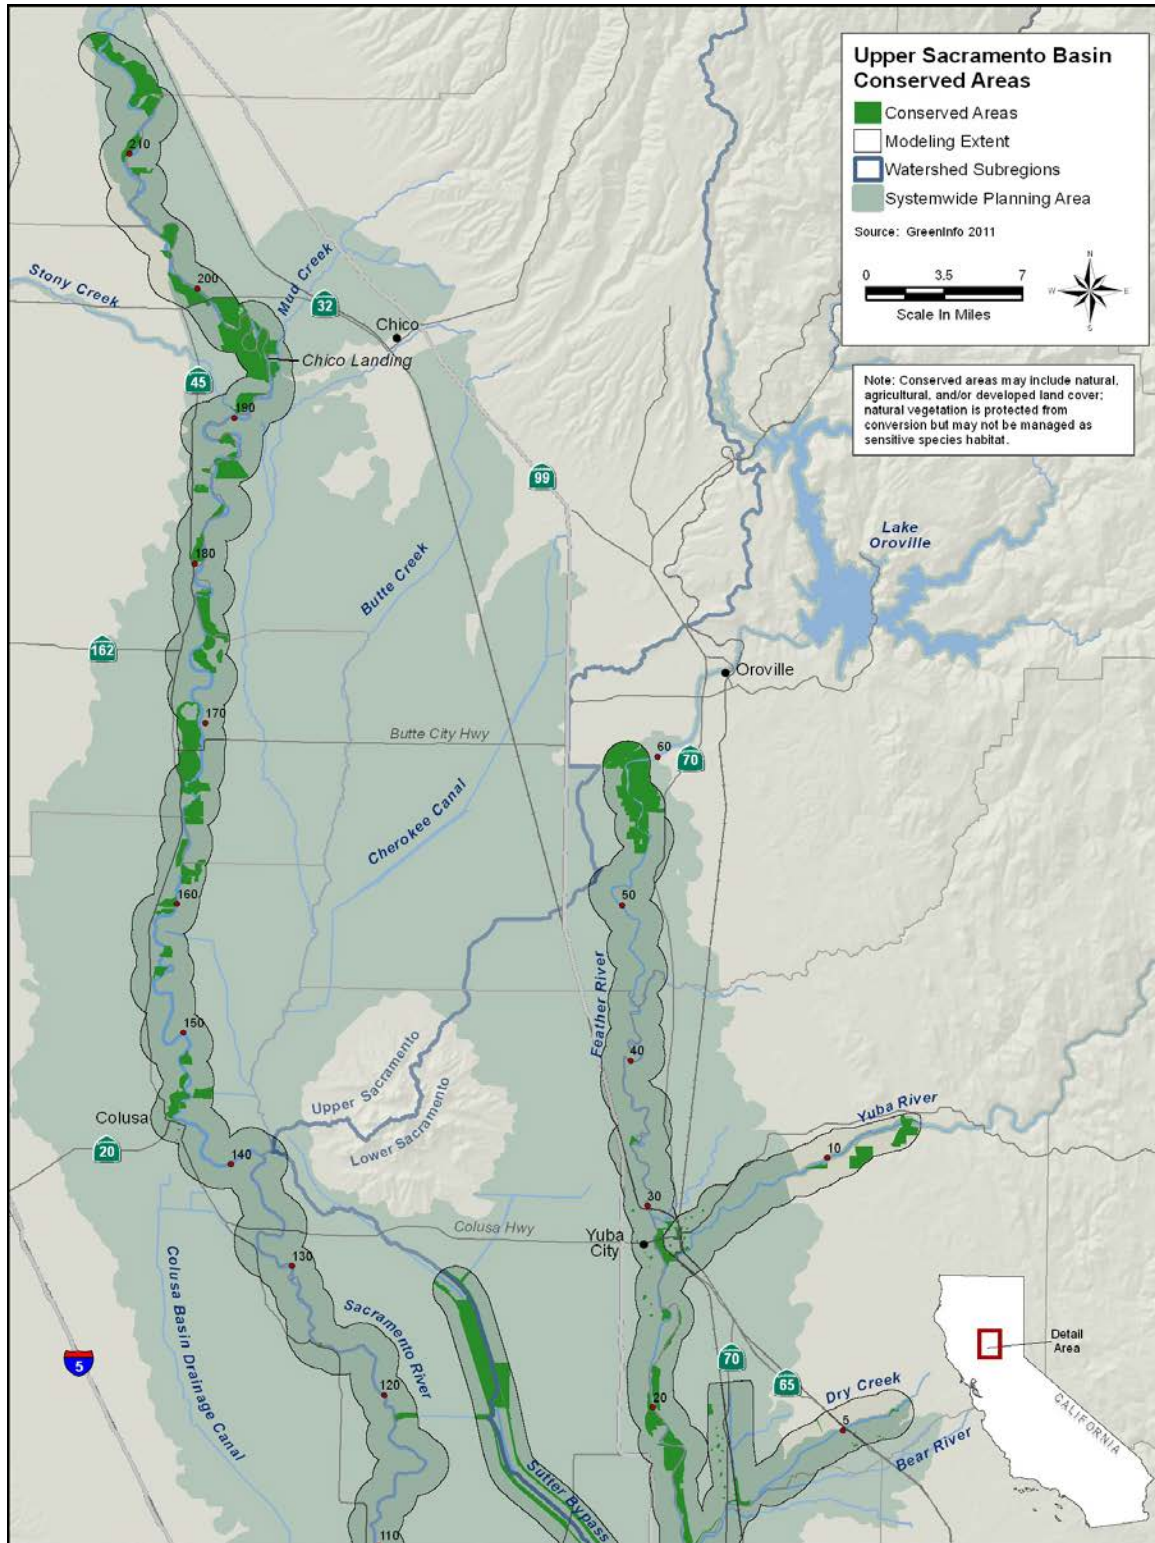 Upper Sacramento Basin
Conserved Areas
Conserved Areas
Modeling Extent
Watershed Subregions
Systemwide Planning Area
Source: GreenInfo 2011
0 3.5 7
Scale In Miles
N
W E
S
Note: Conserved areas may include natural,
agricultural, and/or developed land cover;
natural vegetation is protected from
conversion but may not be managed as
sensitive species habitat.
210
200
Stony Creek
Mud Creek
32
Chico
Chico Landing
45
190
99
Lake
Oroville
180
Butte Creek
162
Oroville
170
Butte City Hwy
60
70
Cherokee Canal
160
50
Feather River
150
40
Upper Sacramento
Lower Sacramento
Colusa
20
140
Yuba River
10
30
Colusa Hwy
Yuba
City
130
Colusa Basin Drainage Canal
Sacramento River
5
120
70
65
20
Dry Creek
5
Bear River
Sutter Bypass
110
Detail
Area
CALIFORNIA